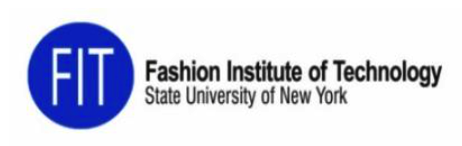 FIT
Fashion Institute of Technology
State University of New York